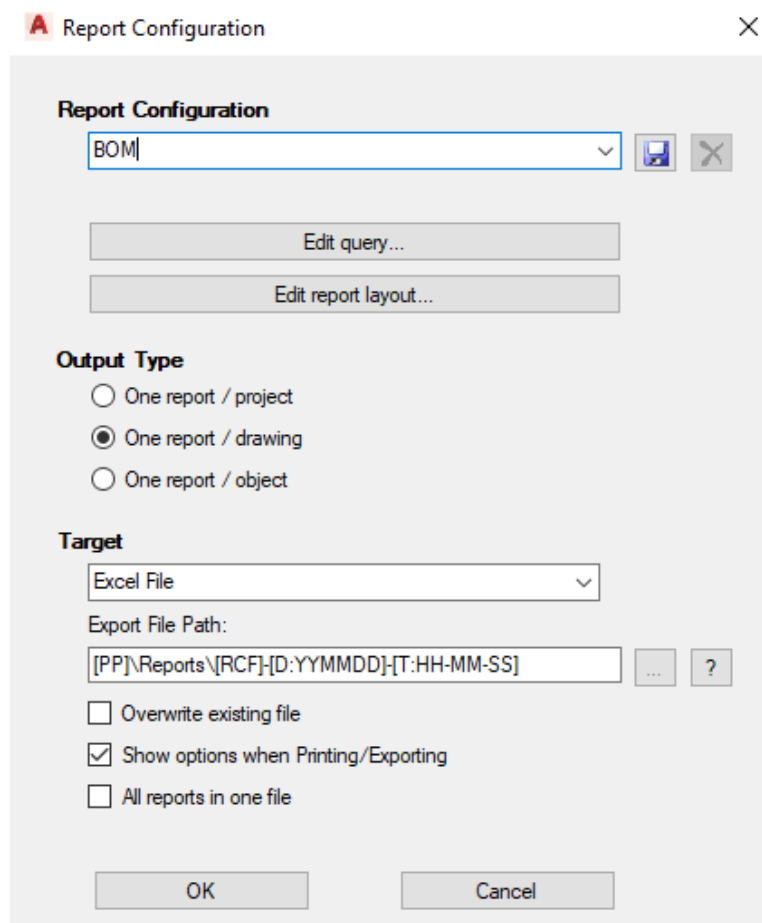 Report Configuration
Report Configuration
BOM
Edit query...
Edit report layout...
Output Type
One report / project
One report / drawing
One report / object
Target
Excel File
Export File Path:
[PP]\Reports\[RCF]-[D:YYMMDD]-[T:HH-MM-SS]
... ?
Overwrite existing file
Show options when Printing/Exporting
All reports in one file
OK Cancel